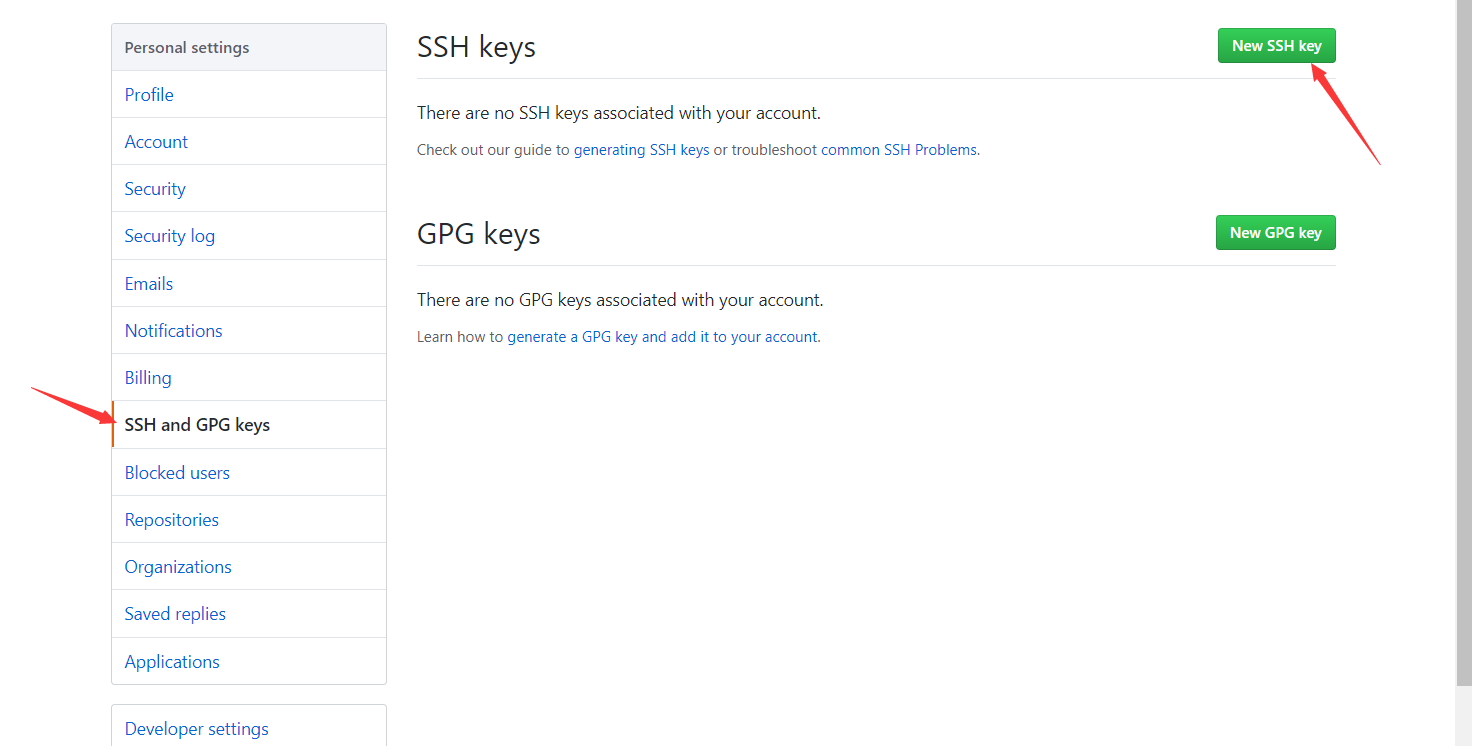 Personal settings
Profile
Account
Security
Security log
Emails
Notifications
Billing
SSH and GPG keys
Blocked users
Repositories
Organizations
Saved replies
Applications
Developer settings
SSH keys
New SSH key
There are no SSH keys associated with your account.
Check out our guide to generating SSH keys or troubleshoot common SSH Problems.
GPG keys
New GPG key
There are no GPG keys associated with your account.
Learn how to generate a GPG key and add it to your account.